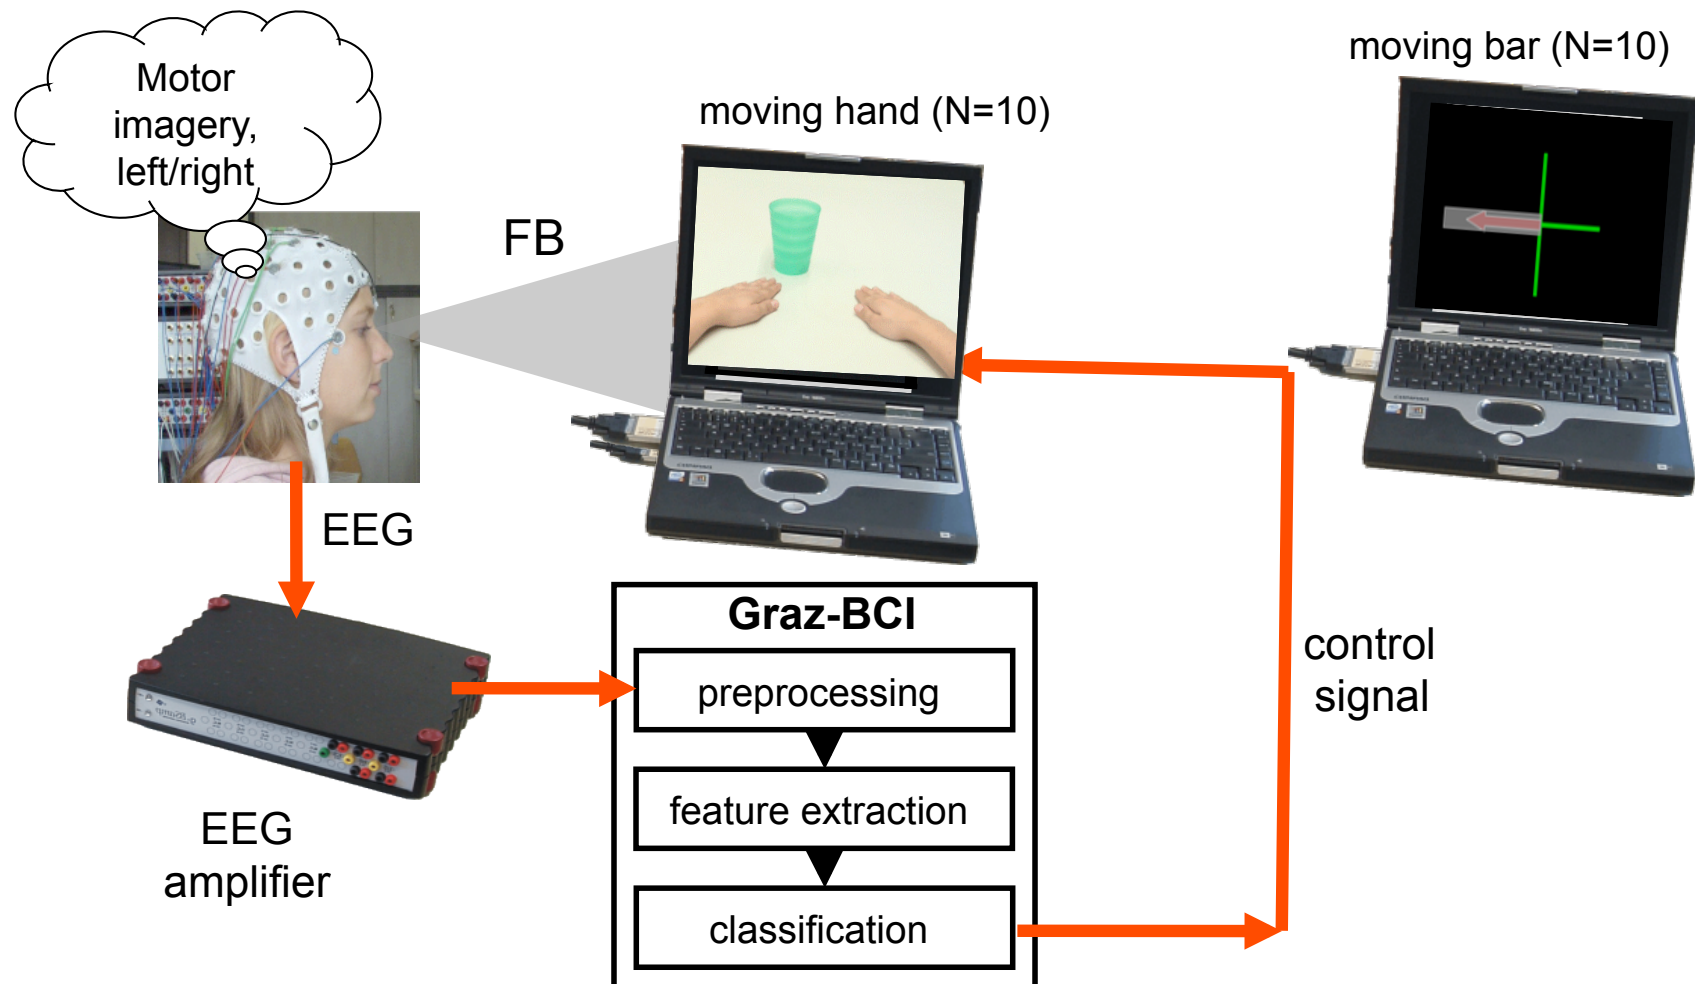 Motor
imagery,
left/right
moving hand (N=10)
moving bar (N=10)
FB
EEG
EEG
amplifier
Graz-BCI
preprocessing
feature extraction
classification
control
signal